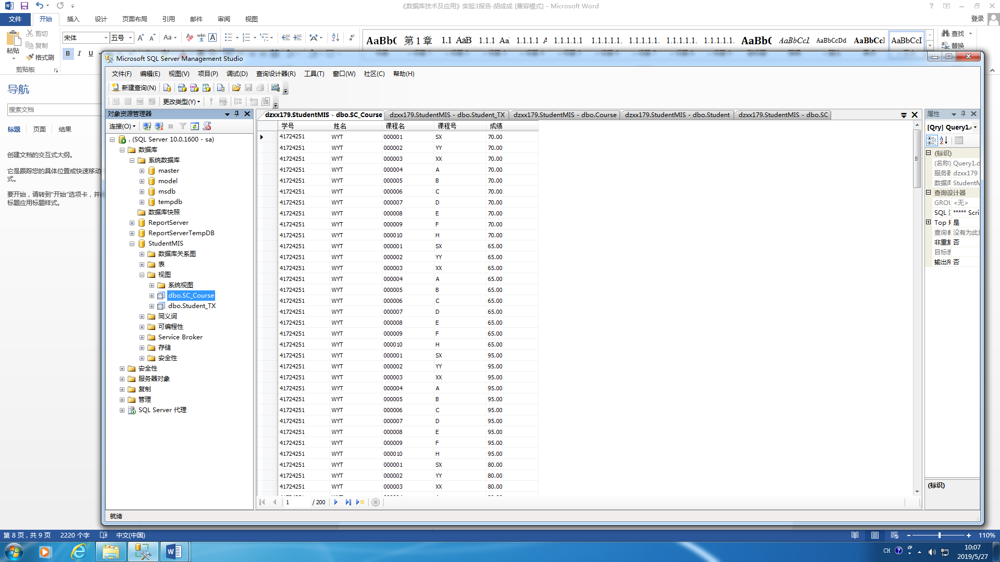 《数据库技术及应用》实验3报告-胡成成 [兼容模式] - Microsoft Word
文件 开始 插入 设计 页面布局 引用 邮件 审阅 视图 登录
粘贴 剪切 复制 格式刷 剪贴板
宋体 五号
B I U
AaBbC 第 1 章 1.1 AaB 1.1.1 Aa 1.1.1.1 A 1.1.1.1.1 1.1.1.1.1. 1.1.1.1.1. 1.1.1.1. 1.1.1.1.1. AaBbC AaBbCcI AaBbCcDd AaBbCcI AaBbCcI
查找
替换
导航
搜索文档
标题 页面 结果
创建文档的交互式大纲。
它是跟踪您的具体位置或快速移动
式。
要开始，请转到“开始”选项卡，并
标题应用标题样式。
Microsoft SQL Server Management Studio
文件(F) 编辑(E) 视图(V) 项目(P) 调试(D) 查询设计器(R) 工具(T) 窗口(W) 社区(C) 帮助(H)
新建查询(N)
更改类型(Y)
对象资源管理器
连接(O)
. (SQL Server 10.0.1600 - sa)
数据库
系统数据库
master
model
msdb
tempdb
数据库快照
ReportServer
ReportServerTempDB
StudentMIS
数据库关系图
表
视图
系统视图
dbo.SC_Course
dbo.Student_TX
同义词
可编程性
Service Broker
存储
安全性
安全性
服务器对象
复制
管理
SQL Server 代理
dzxx179.StudentMIS - dbo.SC_Course dzxx179.StudentMIS - dbo.Student_TX dzxx179.StudentMIS - dbo.Course dzxx179.StudentMIS - dbo.Student dzxx179.StudentMIS - dbo.SC
学号 姓名 课程名 课程号 成绩
41724251 WYT 000001 SX 70.00
41724251 WYT 000002 YY 70.00
41724251 WYT 000003 XX 70.00
41724251 WYT 000004 A 70.00
41724251 WYT 000005 B 70.00
41724251 WYT 000006 C 70.00
41724251 WYT 000007 D 70.00
41724251 WYT 000008 E 70.00
41724251 WYT 000009 F 70.00
41724251 WYT 000010 H 70.00
41724251 WYT 000001 SX 65.00
41724251 WYT 000002 YY 65.00
41724251 WYT 000003 XX 65.00
41724251 WYT 000004 A 65.00
41724251 WYT 000005 B 65.00
41724251 WYT 000006 C 65.00
41724251 WYT 000007 D 65.00
41724251 WYT 000008 E 65.00
41724251 WYT 000009 F 65.00
41724251 WYT 000010 H 65.00
41724251 WYT 000001 SX 95.00
41724251 WYT 000002 YY 95.00
41724251 WYT 000003 XX 95.00
41724251 WYT 000004 A 95.00
41724251 WYT 000005 B 95.00
41724251 WYT 000006 C 95.00
41724251 WYT 000007 D 95.00
41724251 WYT 000008 E 95.00
41724251 WYT 000009 F 95.00
41724251 WYT 000010 H 95.00
41724251 WYT 000001 SX 80.00
41724251 WYT 000002 YY 80.00
41724251 WYT 000003 XX 80.00
1 / 200
属性
[Qry] Query1.
(标识)
(名称) Query1.d
服务器 dzxx179
数据库 StudentM
查询设计器
GROU <无>
SQL ***** Scri
Top 规 是
查询参 没有为此查
非重复 否
目标表
输出所 否
(标识)
就绪
第 8 页，共 9 页 2220 个字 中文(中国) 110%
CH 10:07
2019/5/27